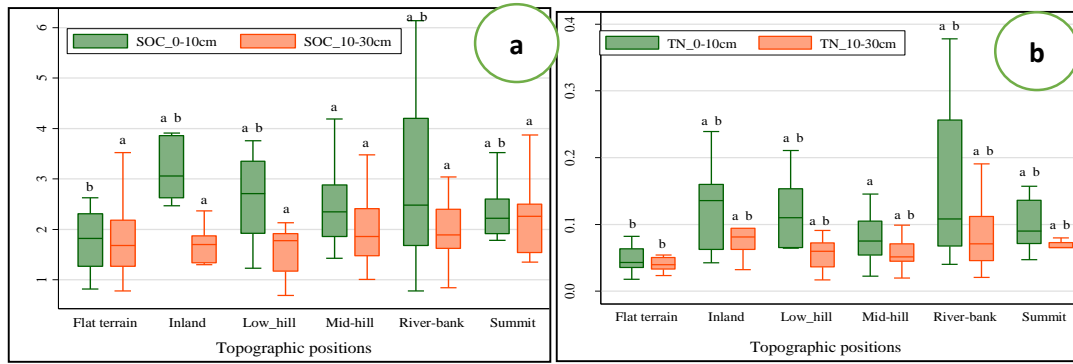 SOC_0-10cm SOC_10-30cm
a
6
5
4
3
2
1
b a a b a a b a a a a b a a b a
Flat terrain Inland Low_hill Mid-hill River-bank Summit
Topographic positions
TN_0-10cm TN_10-30cm
b
0.4
0.3
0.2
0.1
0.0
b b a b a b a b a b a a b a b a b a b a b
Flat terrain Inland Low_hill Mid-hill River-bank Summit
Topographic positions